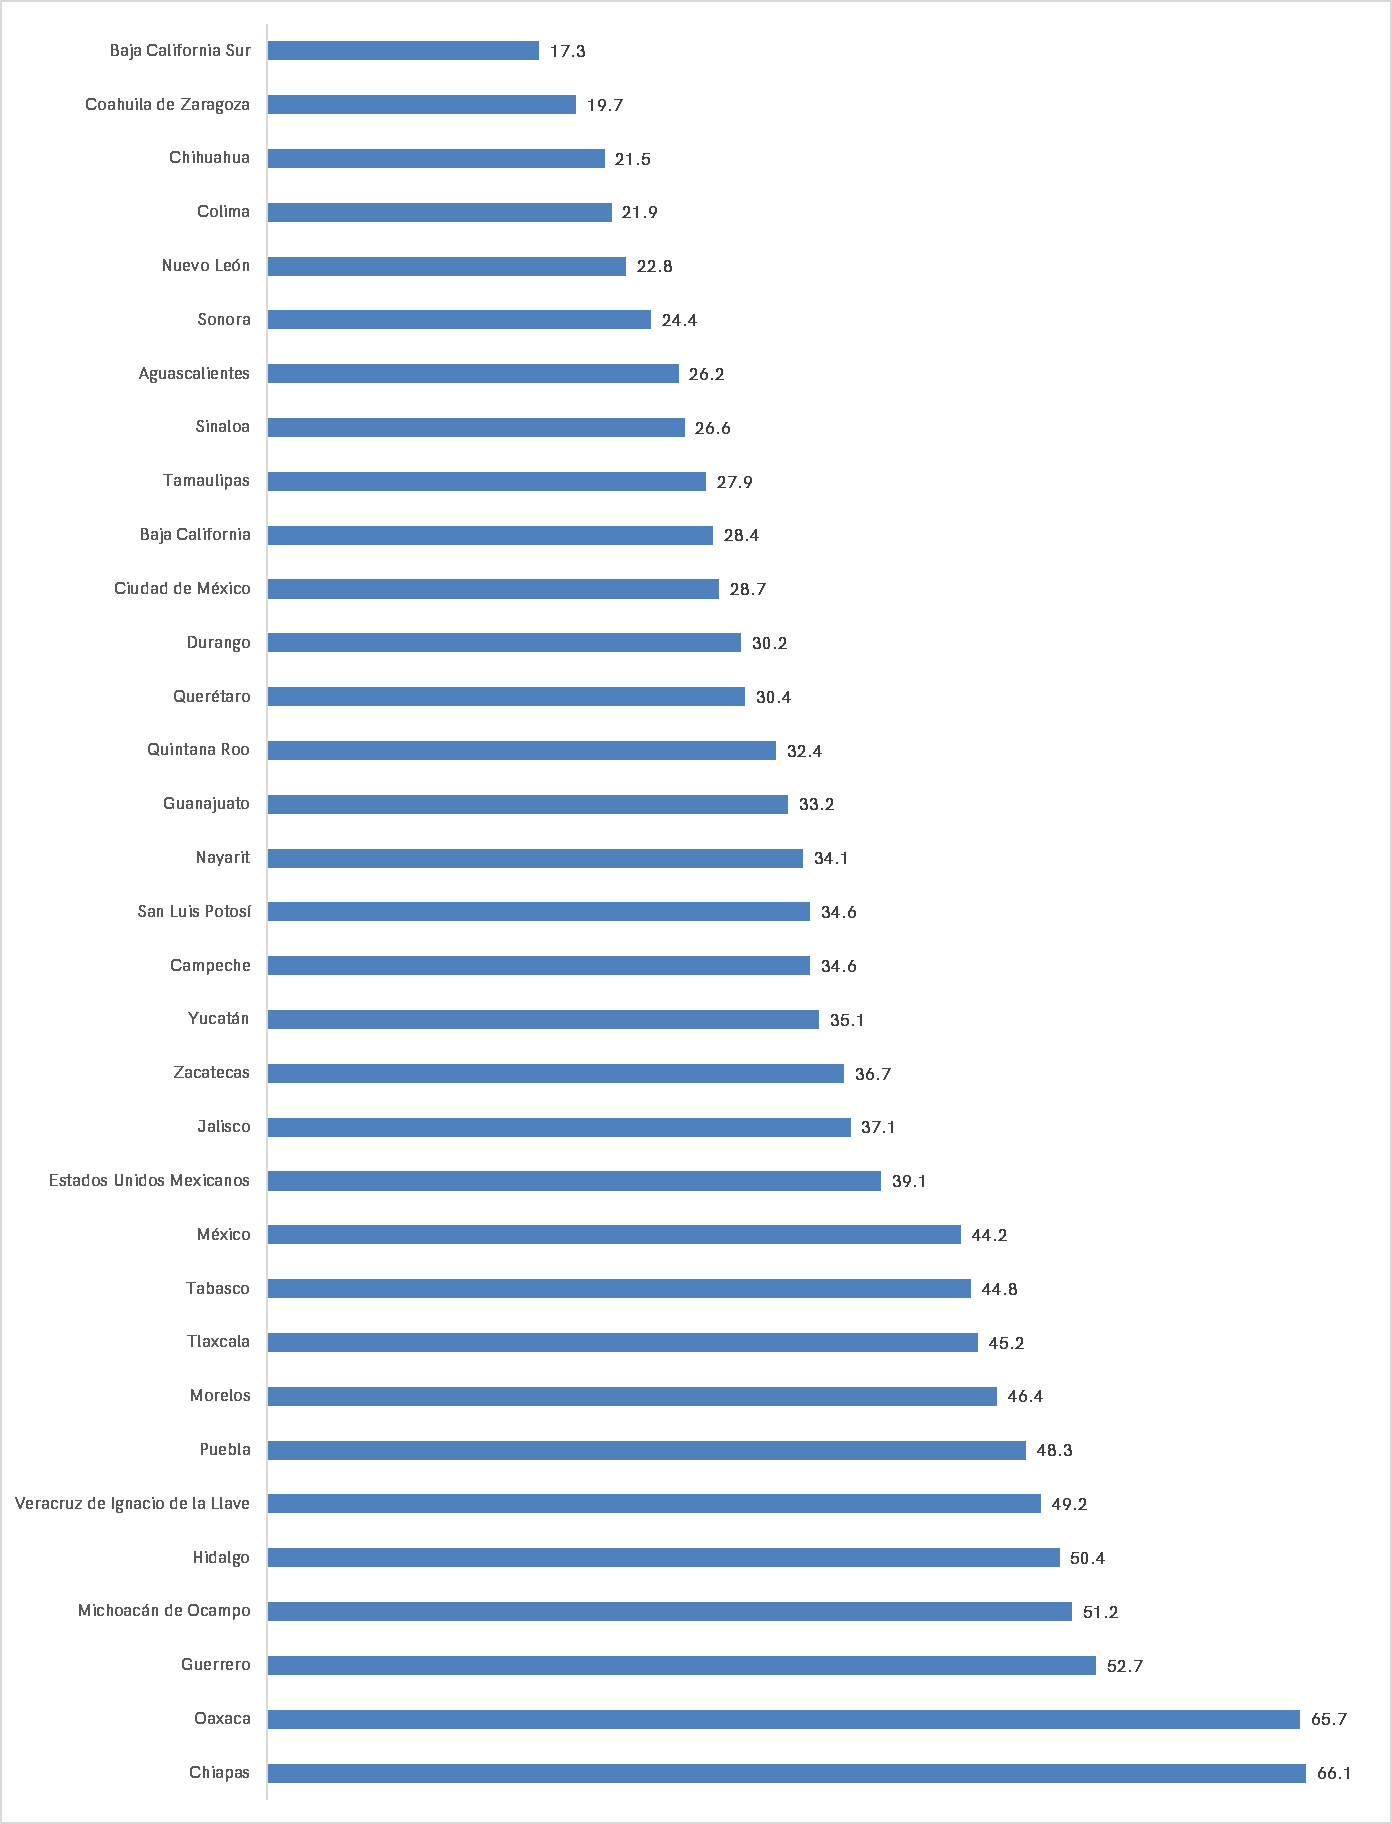 Baja California Sur 17.3
Coahuila de Zaragoza 19.7
Chihuahua 21.5
Colima 21.9
Nuevo León 22.8
Sonora 24.4
Aguascalientes 26.2
Sinaloa 26.6
Tamaulipas 27.9
Baja California 28.4
Ciudad de México 28.7
Durango 30.2
Querétaro 30.4
Quintana Roo 32.4
Guanajuato 33.2
Nayarit 34.1
San Luis Potosí 34.6
Campeche 34.6
Yucatán 35.1
Zacatecas 36.7
Jalisco 37.1
Estados Unidos Mexicanos 39.1
México 44.2
Tabasco 44.8
Tlaxcala 45.2
Morelos 46.4
Puebla 48.3
Veracruz de Ignacio de la Llave 49.2
Hidalgo 50.4
Michoacán de Ocampo 51.2
Guerrero 52.7
Oaxaca 65.7
Chiapas 66.1